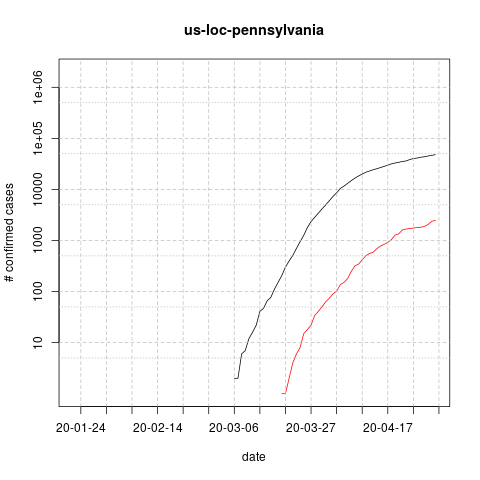 us-loc-pennsylvania
# confirmed cases
1e+06
1e+05
10000
1000
100
10
20-01-24 20-02-14 20-03-06 20-03-27 20-04-17
date